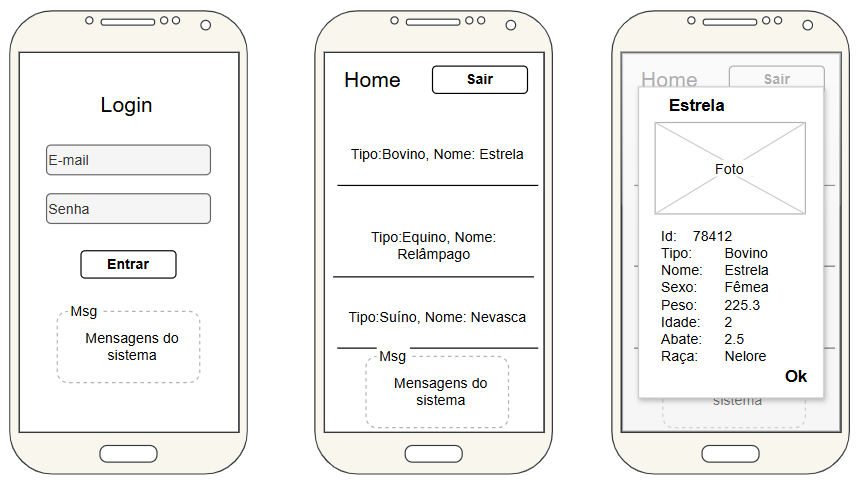 Login
E-mail
Senha
Entrar
Msg
Mensagens do
sistema
Home
Sair
Tipo:Bovino, Nome: Estrela
Tipo:Equino, Nome:
Relâmpago
Tipo:Suíno, Nome: Nevasca
Msg
Mensagens do
sistema
Home
Sair
Estrela
Foto
Id: 78412
Tipo: Bovino
Nome: Estrela
Sexo: Fêmea
Peso: 225.3
Idade: 2
Abate: 2.5
Raça: Nelore
Ok
sistema